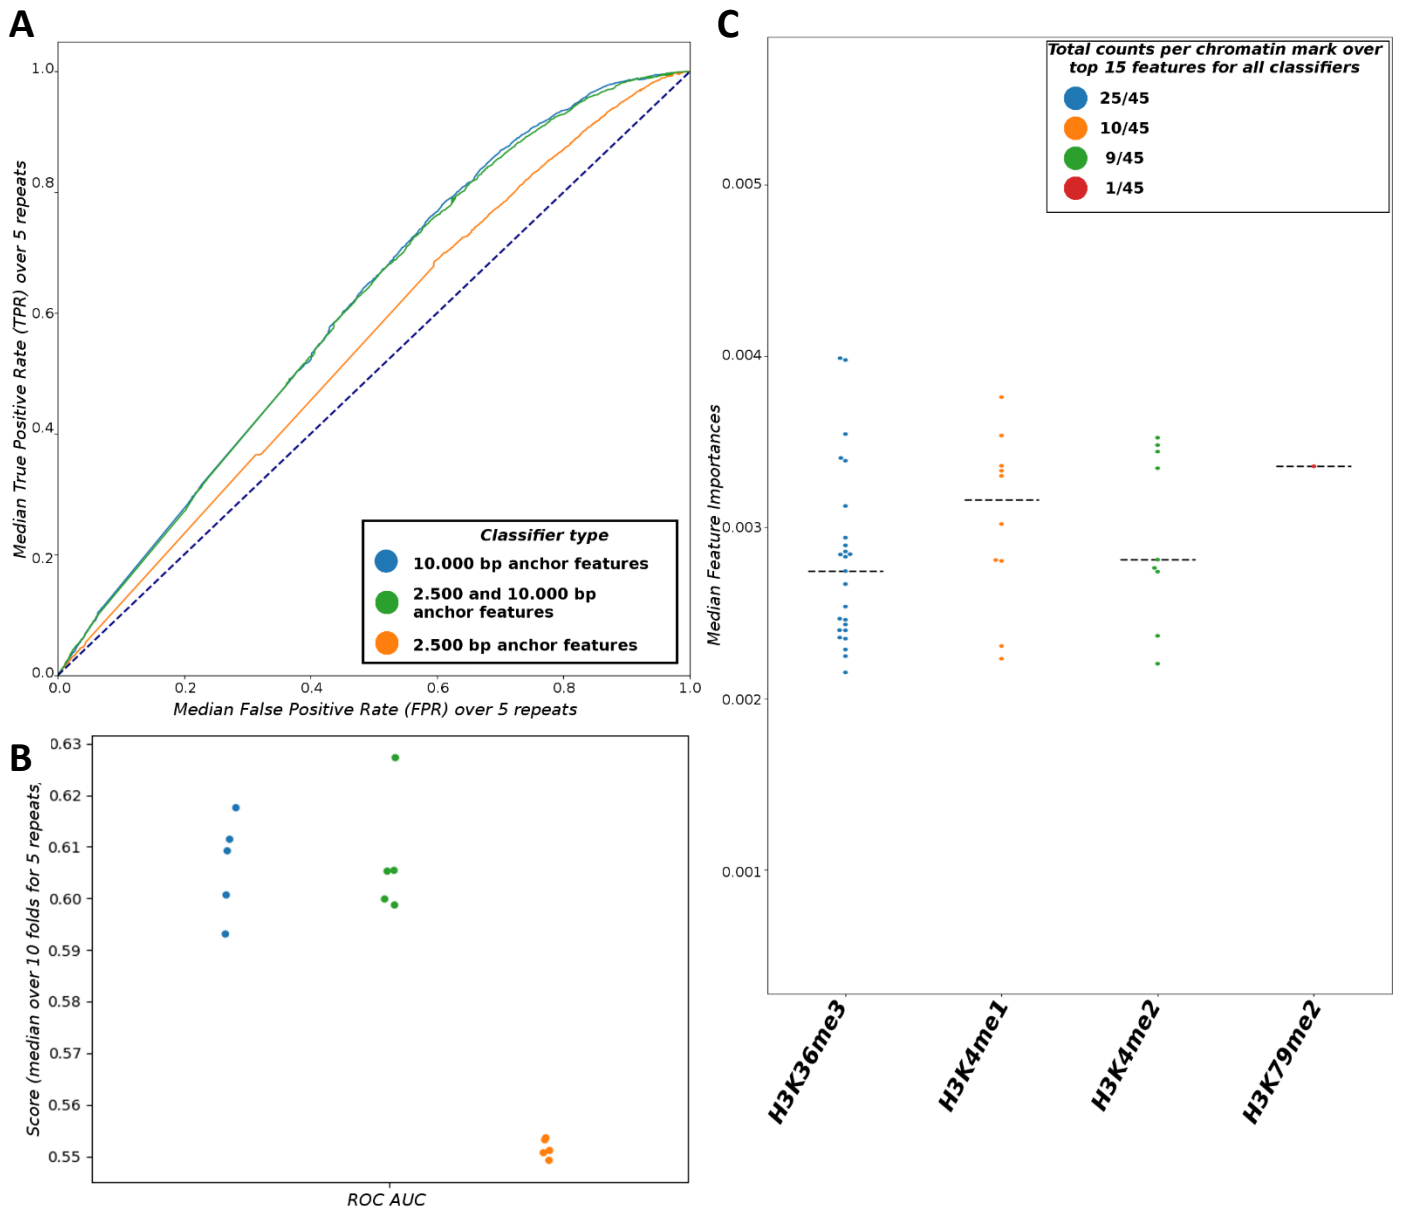 A
1.0
0.8
0.6
0.4
0.2
0.0
0.0 0.2 0.4 0.6 0.8 1.0
Median True Positive Rate (TPR) over 5 repeats
Median False Positive Rate (FPR) over 5 repeats
Classifier type
10.000 bp anchor features
2.500 and 10.000 bp
anchor features
2.500 bp anchor features
B
0.63
0.62
0.61
0.60
0.59
0.58
0.57
0.56
0.55
Score (median over 10 folds for 5 repeats
ROC AUC
C
Total counts per chromatin mark over
top 15 features for all classifiers
25/45
10/45
9/45
1/45
0.005
0.004
0.003
0.002
0.001
Median Feature Importances
H3K36me3
H3K4me1
H3K4me2
H3K79me2